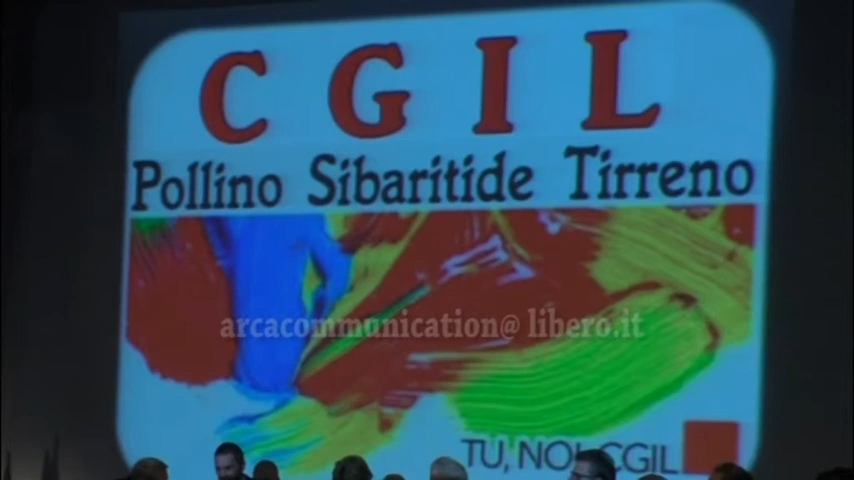 CGIL
Pollino Sibaritide Tirreno
arcacommunication@libero.it
TU, NOI, CGIL